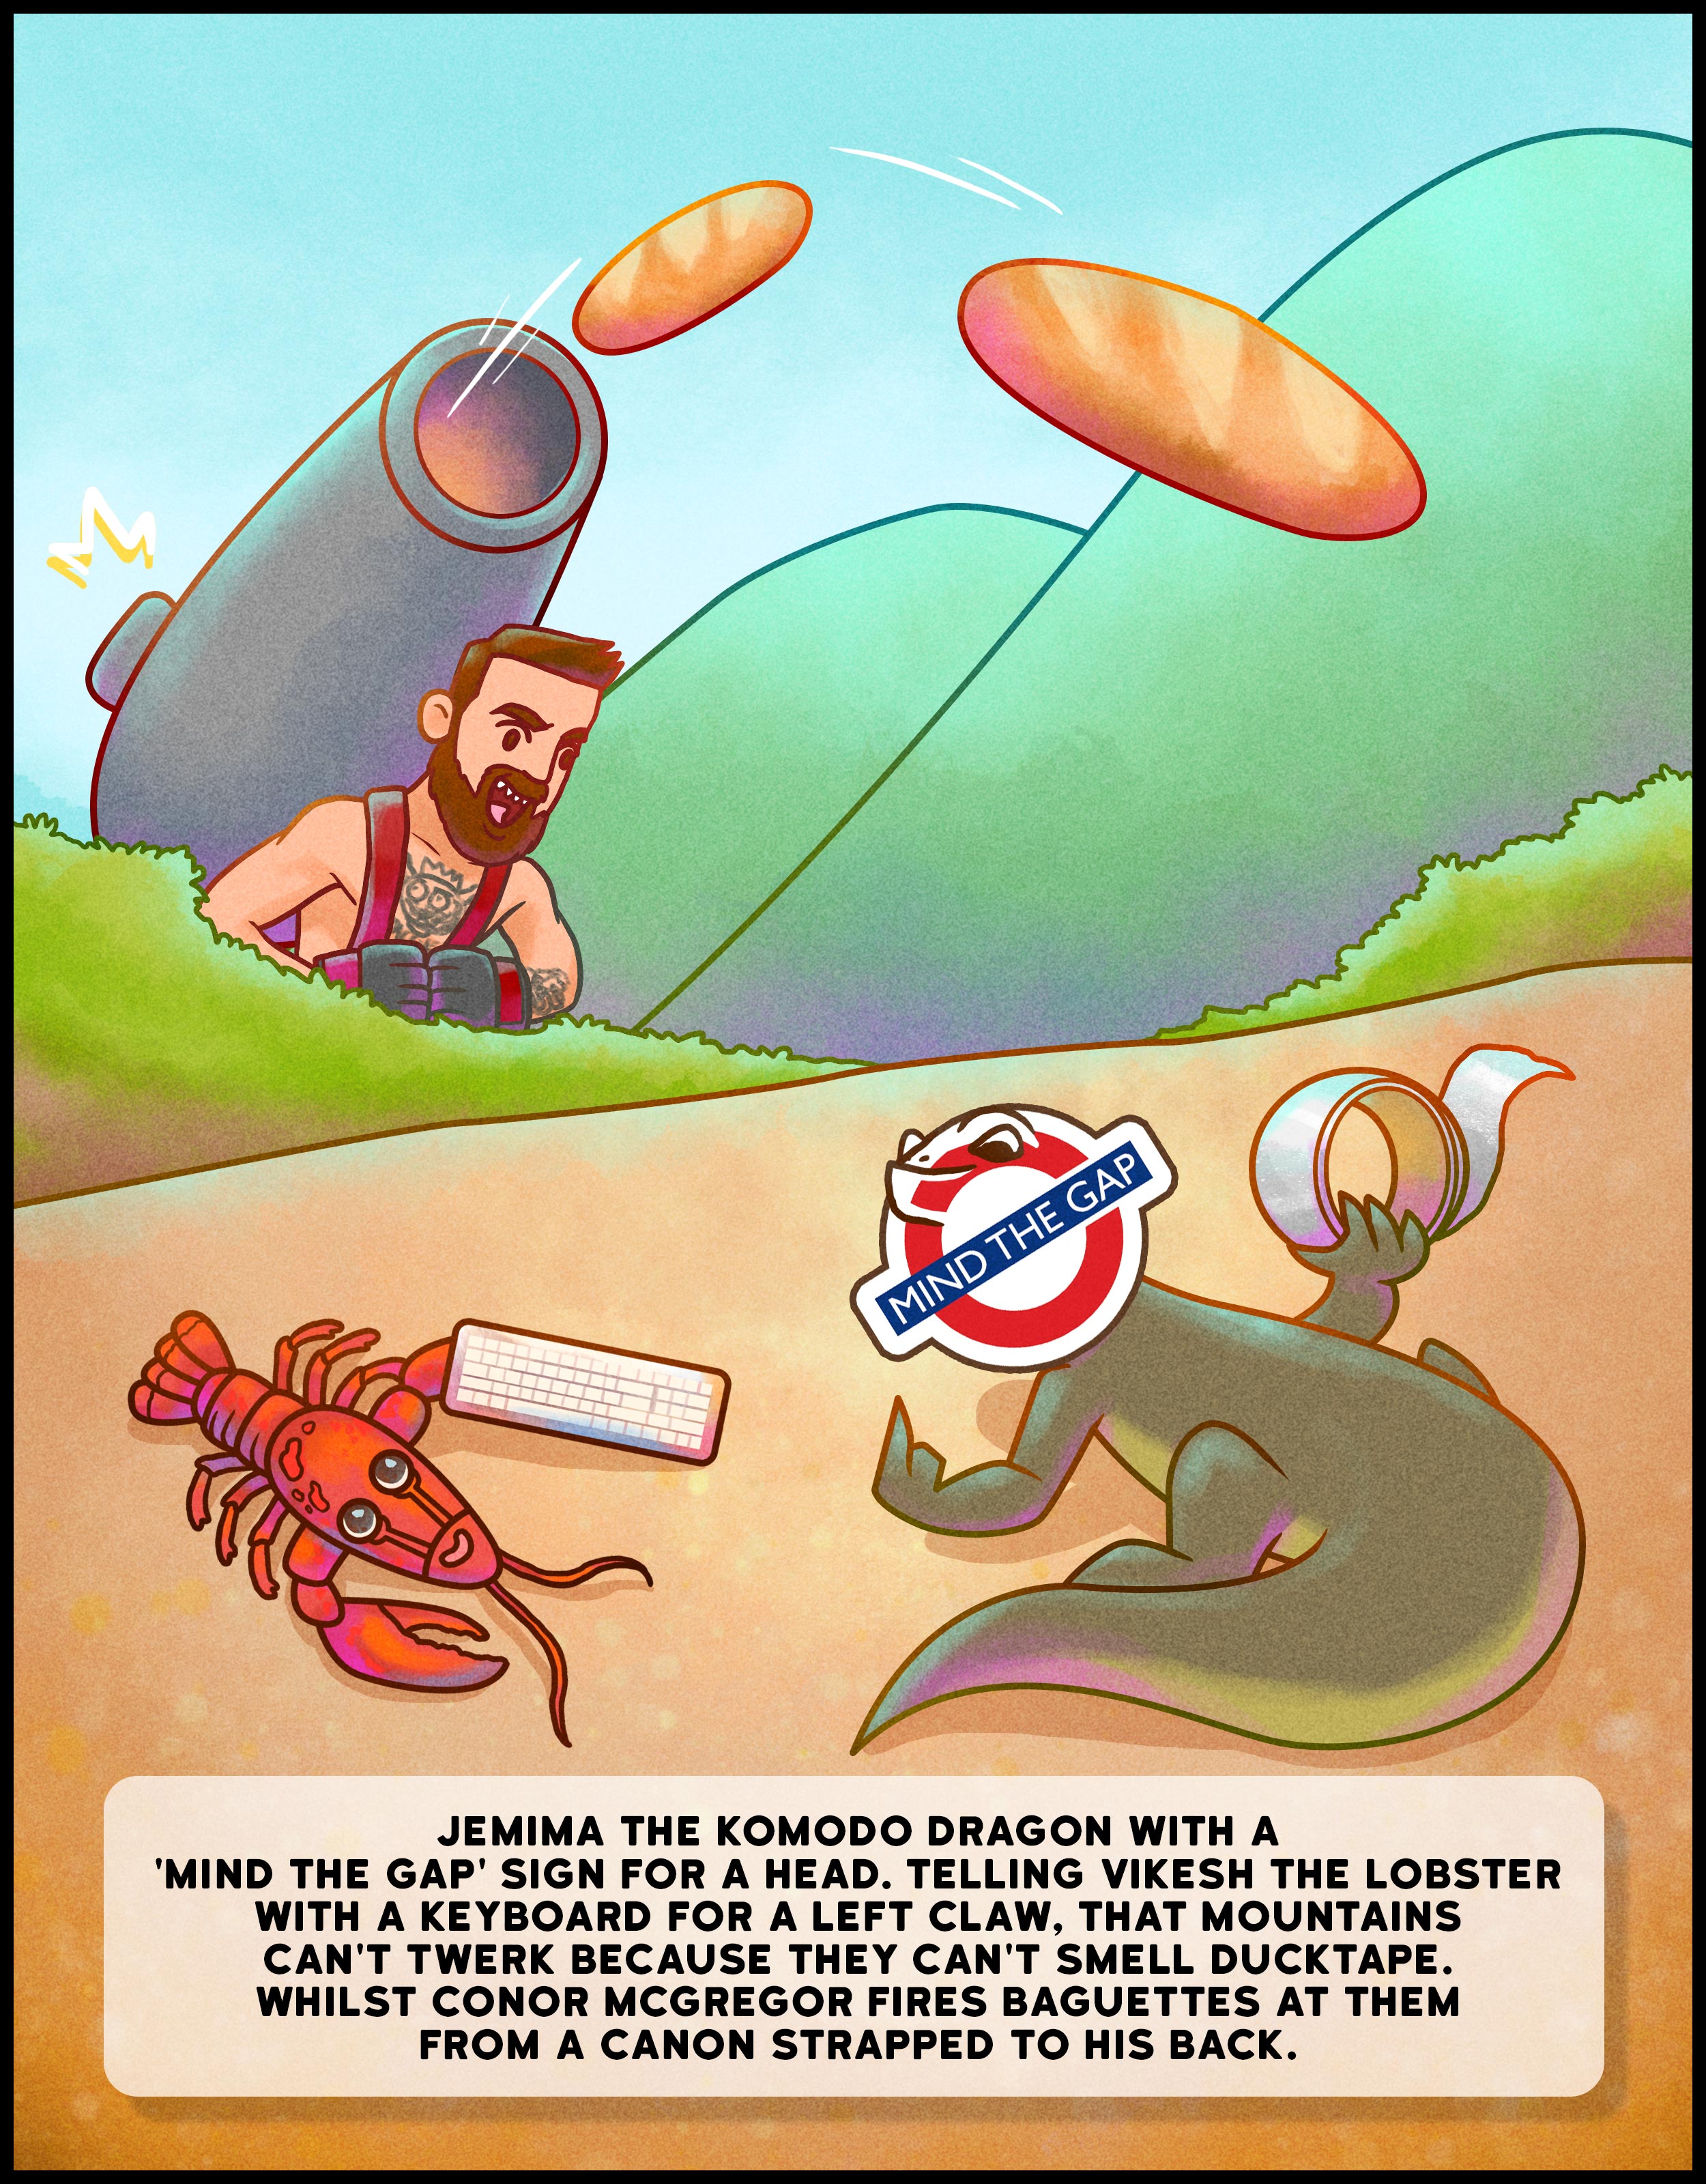 MIND THE GAP
JEMIMA THE KOMODO DRAGON WITH A
'MIND THE GAP' SIGN FOR A HEAD. TELLING VIKESH THE LOBSTER
WITH A KEYBOARD FOR A LEFT CLAW, THAT MOUNTAINS
CAN'T TWERK BECAUSE THEY CAN'T SMELL DUCKTAPE.
WHILST CONOR MCGREGOR FIRES BAGUETTES AT THEM
FROM A CANON STRAPPED TO HIS BACK.